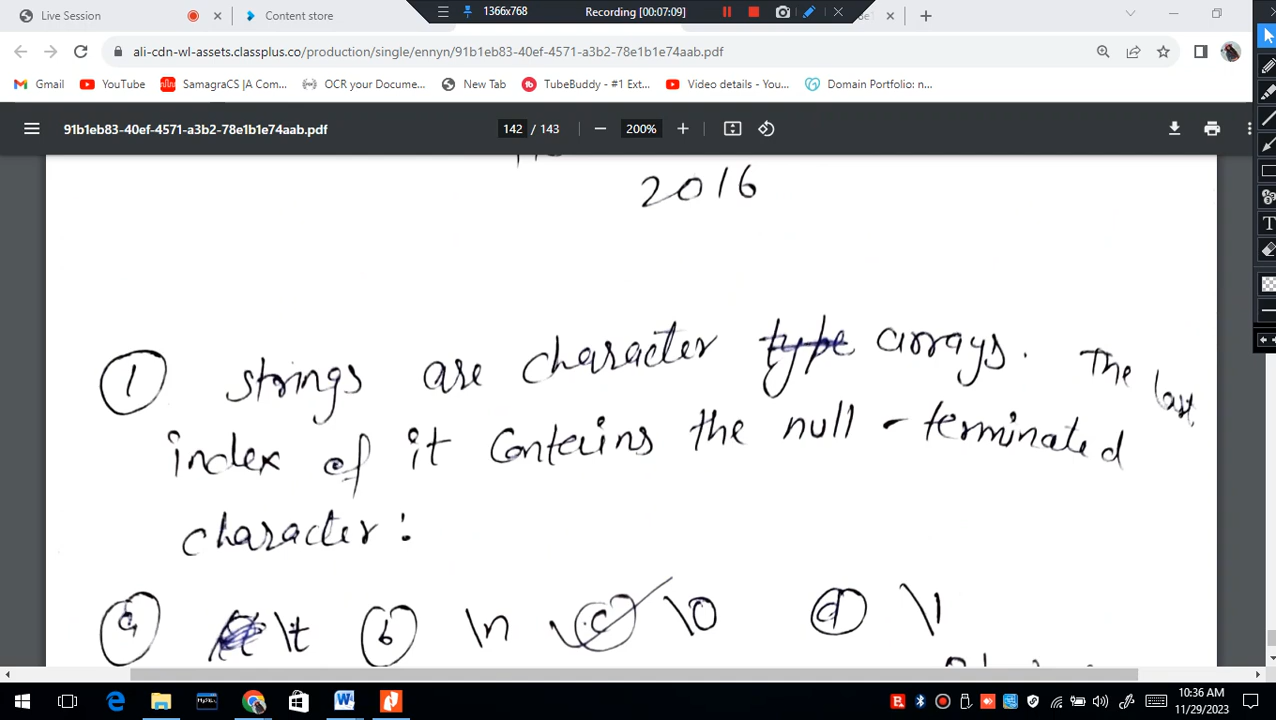 Live Session
Content store
1366x768
Recording [00:07:09]
ali-cdn-wl-assets.classplus.co/production/single/ennyn/91b1eb83-40ef-4571-a3b2-78e1b1e74aab.pdf
Gmail
YouTube
SamagraCS |A Com...
OCR your Docume...
New Tab
TubeBuddy - #1 Ext...
Video details - You...
Domain Portfolio: n...
91b1eb83-40ef-4571-a3b2-78e1b1e74aab.pdf
142 / 143
200%
2016
1 strings are character type arrays. The last
index of it contains the null - terminated
character :
a \t b \n c \0 d \1
10:36 AM
11/29/2023